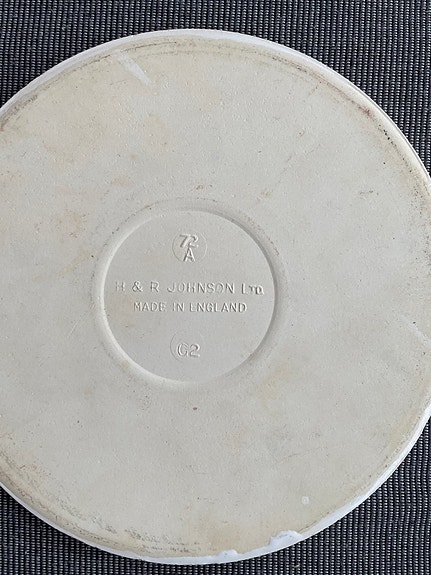 72
A
H & R JOHNSON LTD
MADE IN ENGLAND
G2